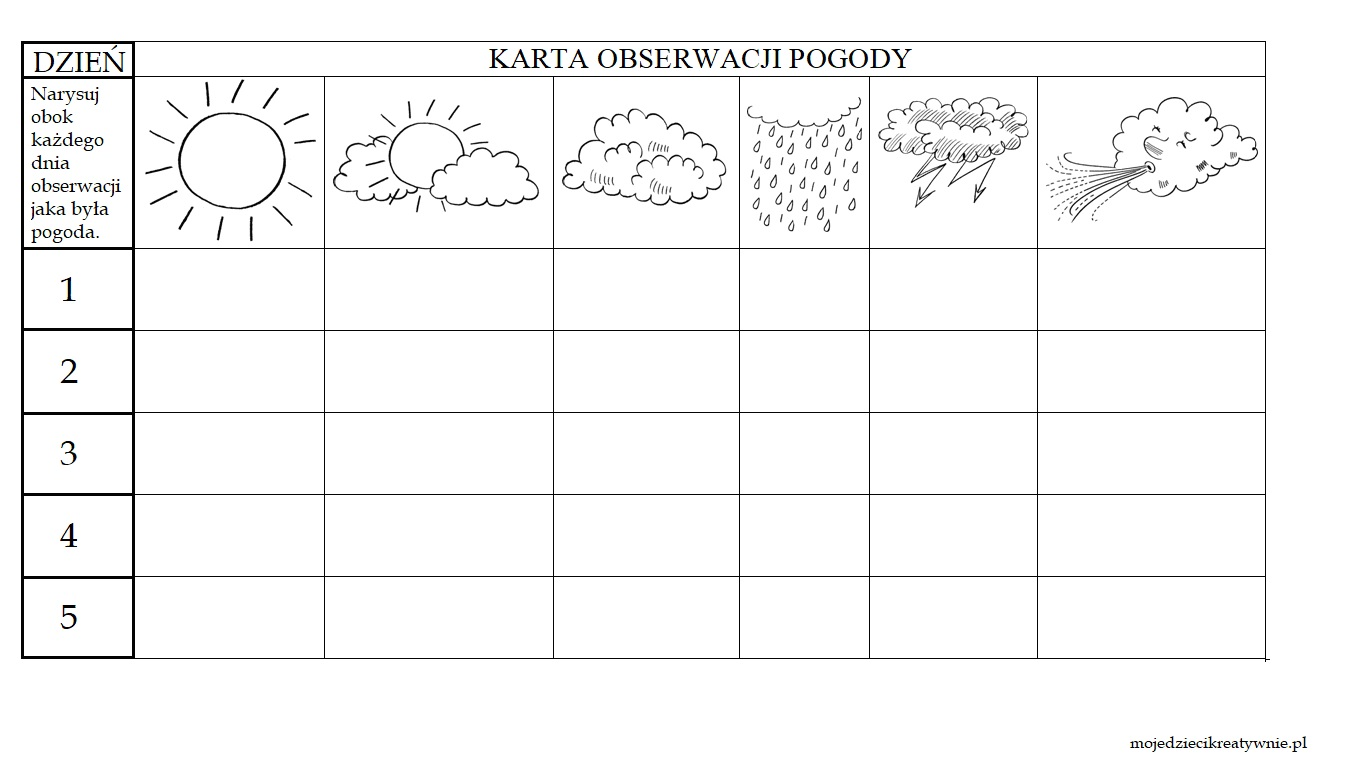 DZIEŃ
KARTA OBSERWACJI POGODY
Narysuj
obok
każdego
dnia
obserwacji
jaka była
pogoda.
1
2
3
4
5
mojedziecikreatywnie.pl